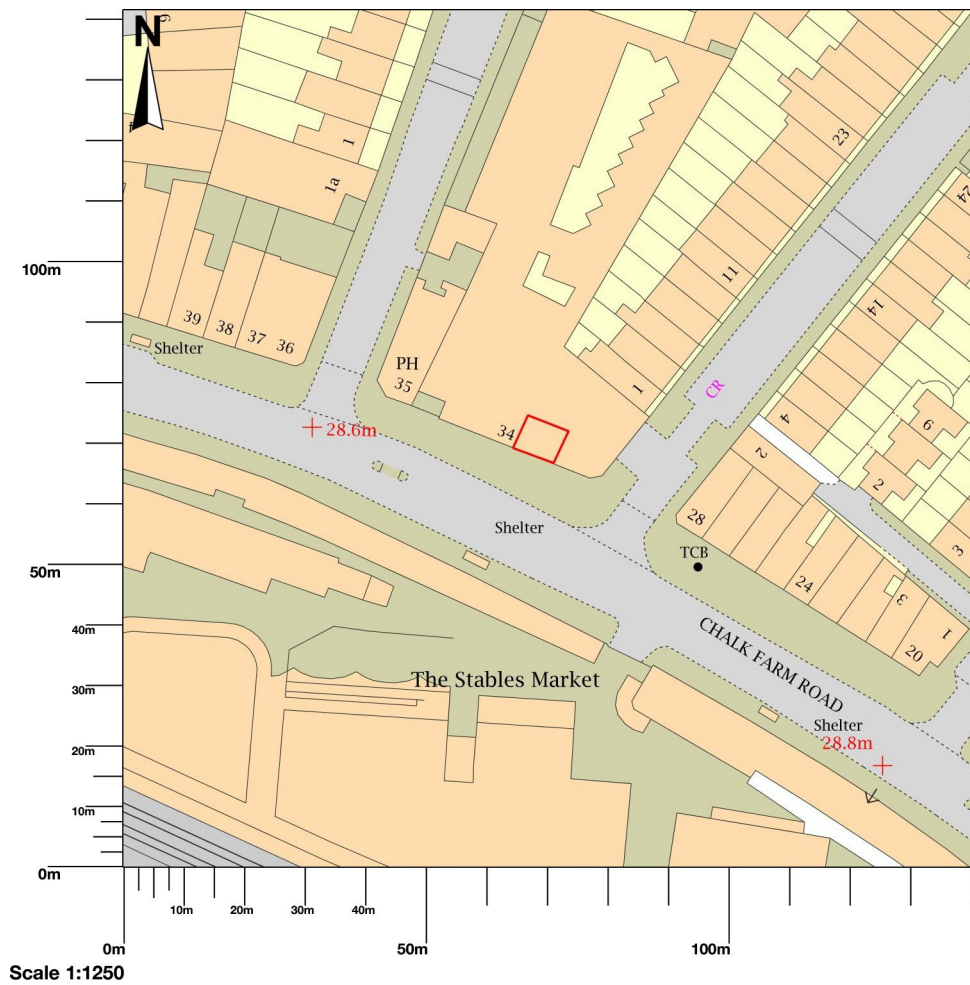 N
1
1a
23
24
39
38
37
36
Shelter
PH
35
34
11
1
14
4
CR
6
2
2
3
28.6m
Shelter
28
TCB
24
3
1
20
CHALK FARM ROAD
The Stables Market
Shelter
28.8m
100m
50m
40m
30m
20m
10m
0m
10m
20m
30m
40m
0m
50m
100m
Scale 1:1250